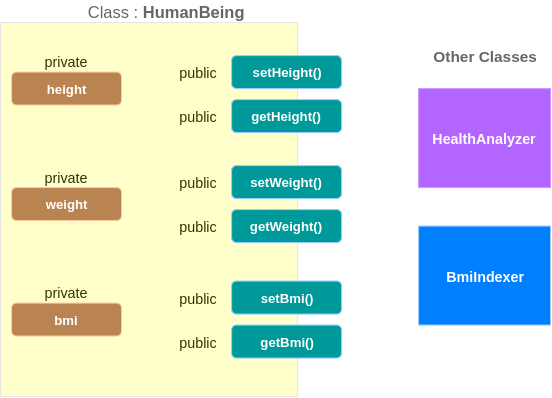 Class : HumanBeing
private
height
public
setHeight()
public
getHeight()
private
weight
public
setWeight()
public
getWeight()
private
bmi
public
setBmi()
public
getBmi()
Other Classes
HealthAnalyzer
BmiIndexer